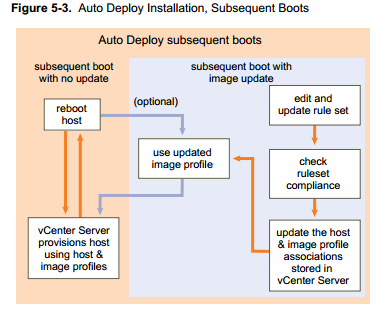 Figure 5-3. Auto Deploy Installation, Subsequent Boots
Auto Deploy subsequent boots
subsequent boot
with no update
subsequent boot with
image update
reboot
host
(optional)
edit and
update rule set
use updated
image profile
check
ruleset
compliance
vCenter Server
provisions host
using host &
image profiles
update the host
& image profile
associations
stored in
vCenter Server